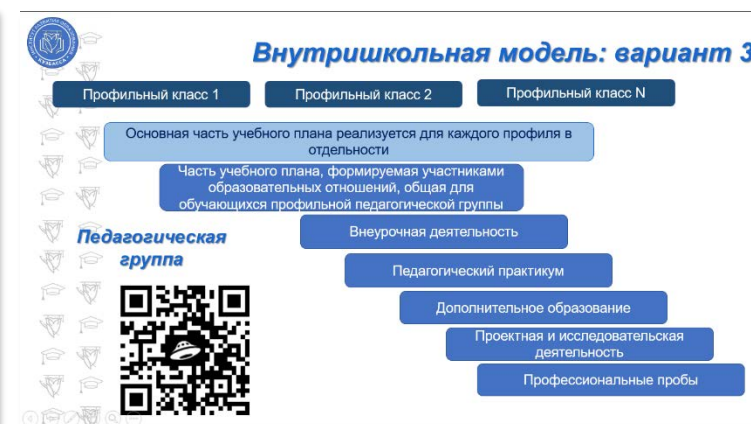 Внутришкольная модель: вариант 3
Профильный класс 1
Профильный класс 2
Профильный класс N
Основная часть учебного плана реализуется для каждого профиля в
отдельности
Часть учебного плана, формируемая участниками
образовательных отношений, общая для
обучающихся профильной педагогической группы
Педагогическая
группа
Внеурочная деятельность
Педагогический практикум
Дополнительное образование
Проектная и исследовательская
деятельность
Профессиональные пробы